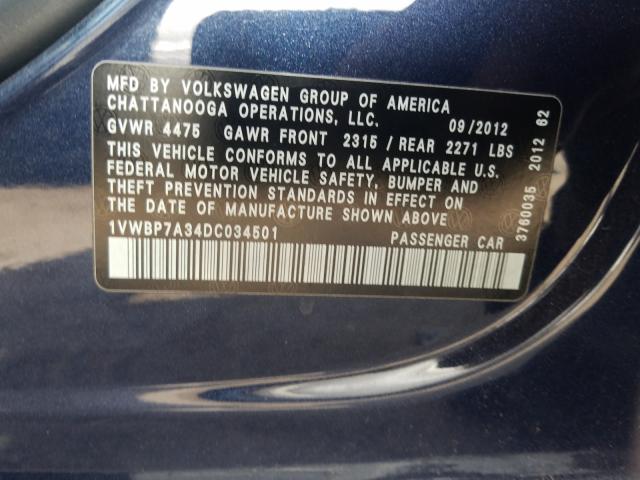 MFD BY VOLKSWAGEN GROUP OF AMERICA
CHATTANOOGA OPERATIONS, LLC. 09/2012
GVWR 4475 GAWR FRONT 2315 / REAR 2271 LBS
THIS VEHICLE CONFORMS TO ALL APPLICABLE U.S.
FEDERAL MOTOR VEHICLE SAFETY, BUMPER AND
THEFT PREVENTION STANDARDS IN EFFECT ON
THE DATE OF MANUFACTURE SHOWN ABOVE
1VWBP7A34DC034501 PASSENGER CAR
3760035 2012 62